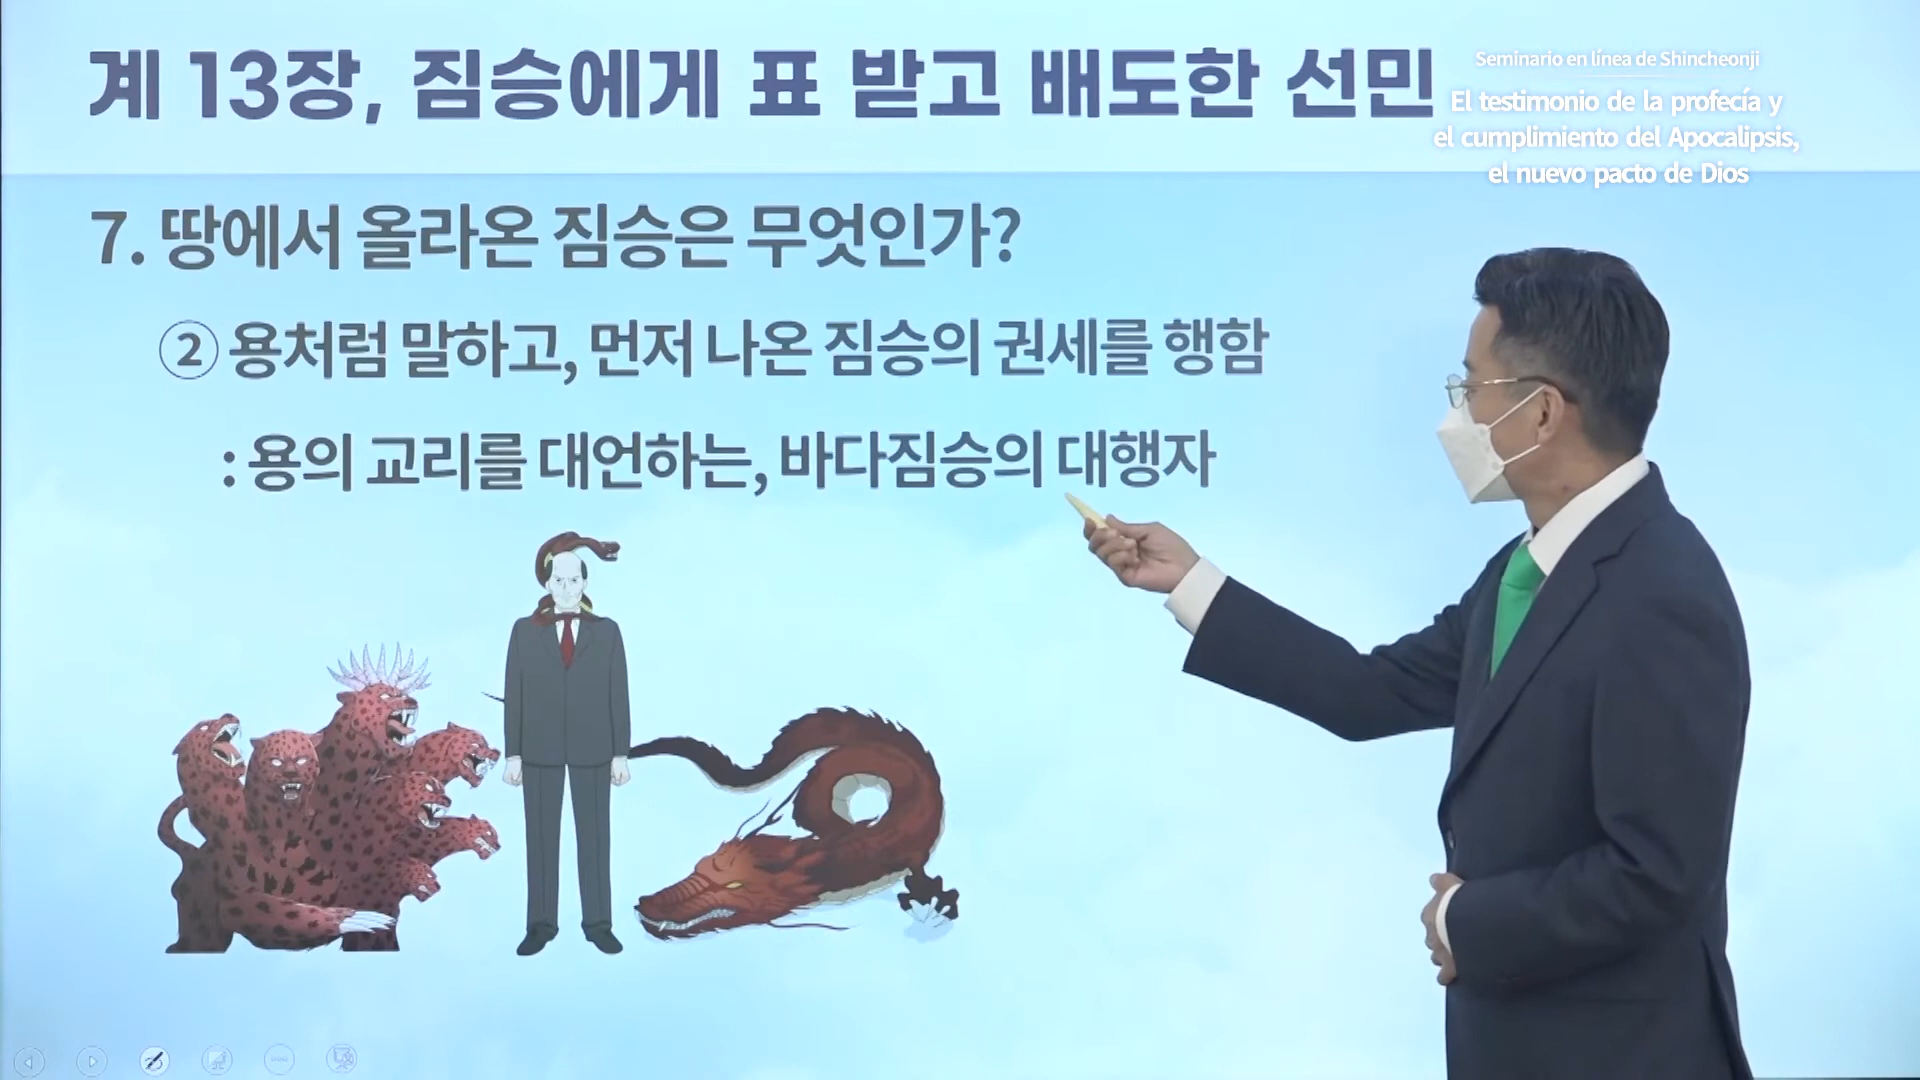 계 13장, 짐승에게 표 받고 배도한 선민
Seminario en línea de Shincheonji
El testimonio de la profecía y
el cumplimiento del Apocalipsis,
el nuevo pacto de Dios
7. 땅에서 올라온 짐승은 무엇인가?
② 용처럼 말하고, 먼저 나온 짐승의 권세를 행함
: 용의 교리를 대언하는, 바다짐승의 대행자